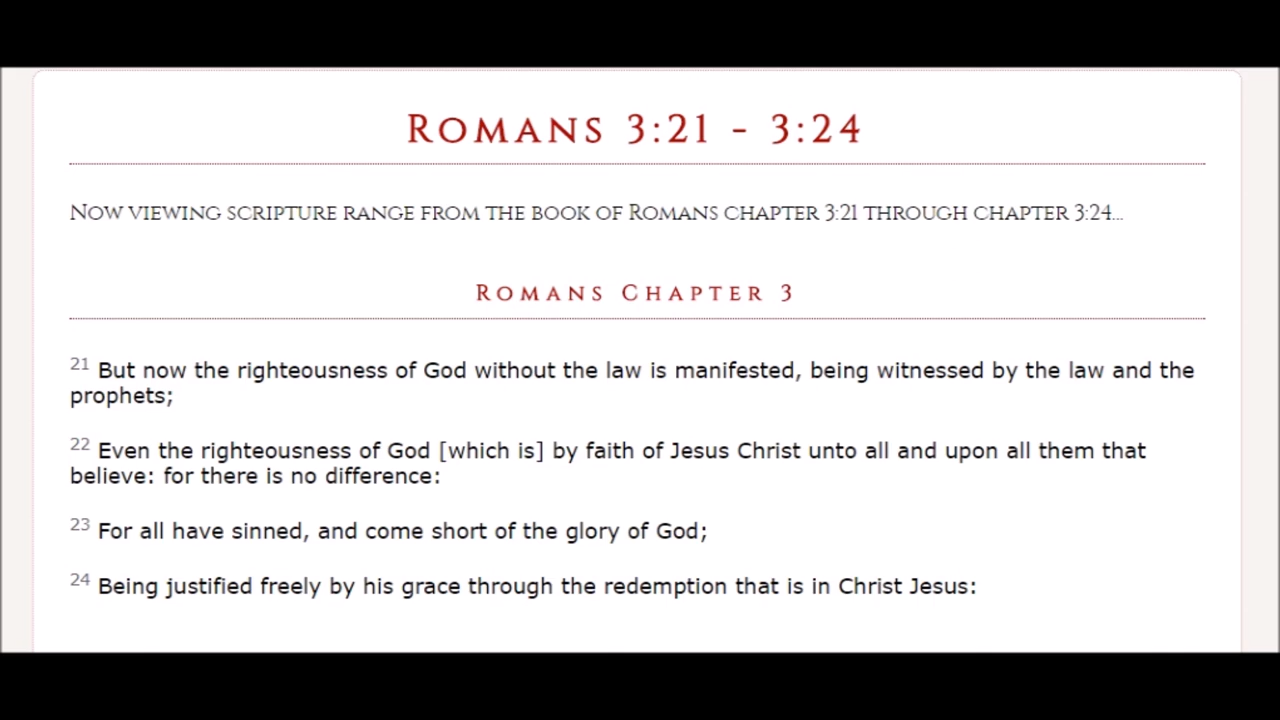 Romans 3:21 - 3:24
Now viewing scripture range from the book of Romans chapter 3:21 through chapter 3:24...
Romans Chapter 3
21 But now the righteousness of God without the law is manifested, being witnessed by the law and the
prophets;
22 Even the righteousness of God [which is] by faith of Jesus Christ unto all and upon all them that
believe: for there is no difference:
23 For all have sinned, and come short of the glory of God;
24 Being justified freely by his grace through the redemption that is in Christ Jesus: